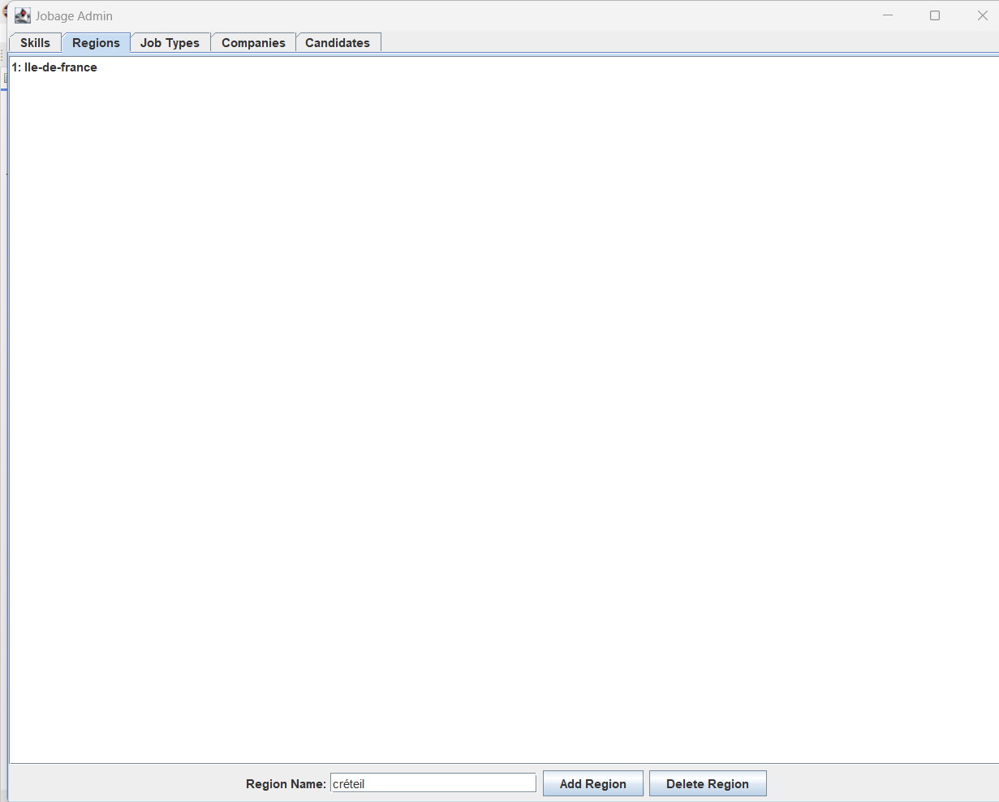 Jobage Admin
Skills Regions Job Types Companies Candidates
1: Ile-de-france
Region Name: créteil Add Region Delete Region